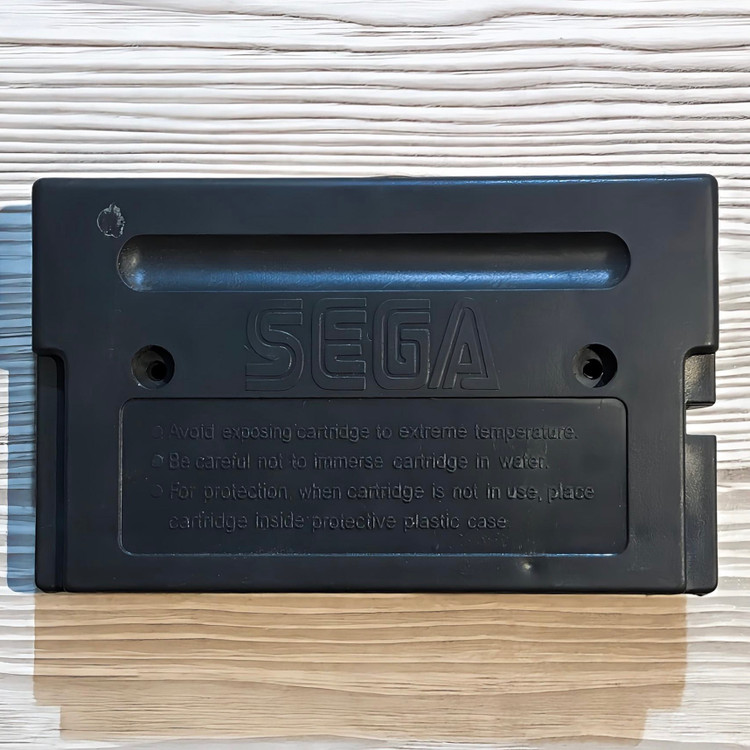 SEGA
Avoid exposing cartridge to extreme temperature.
Be careful not to immerse cartridge in water.
For protection, when cartridge is not in use, place
cartridge inside protective plastic case